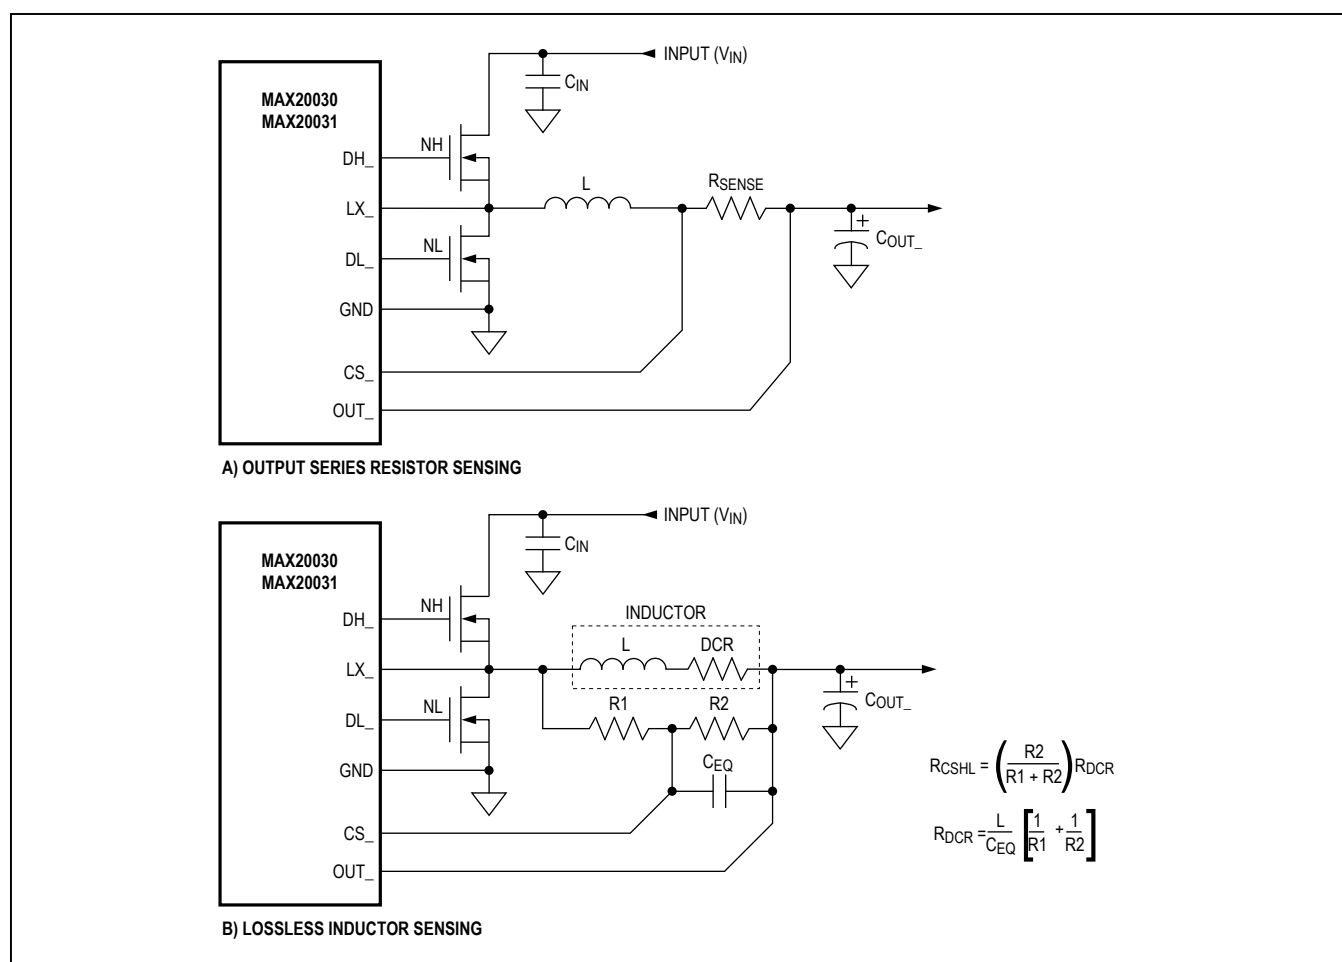 INPUT (VIN)
CIN
MAX20030
MAX20031
DH_
NH
LX_
L
RSENSE
DL_
NL
COUT_
+
GND
CS_
OUT_
A) OUTPUT SERIES RESISTOR SENSING
INPUT (VIN)
CIN
MAX20030
MAX20031
DH_
NH
INDUCTOR
L
DCR
LX_
+
COUT_
DL_
NL
R1
R2
GND
CEQ
CS_
OUT_
RCSHL = (R2 / R1 + R2) RDCR
RDCR = L / CEQ [1 / R1 + 1 / R2]
B) LOSSLESS INDUCTOR SENSING